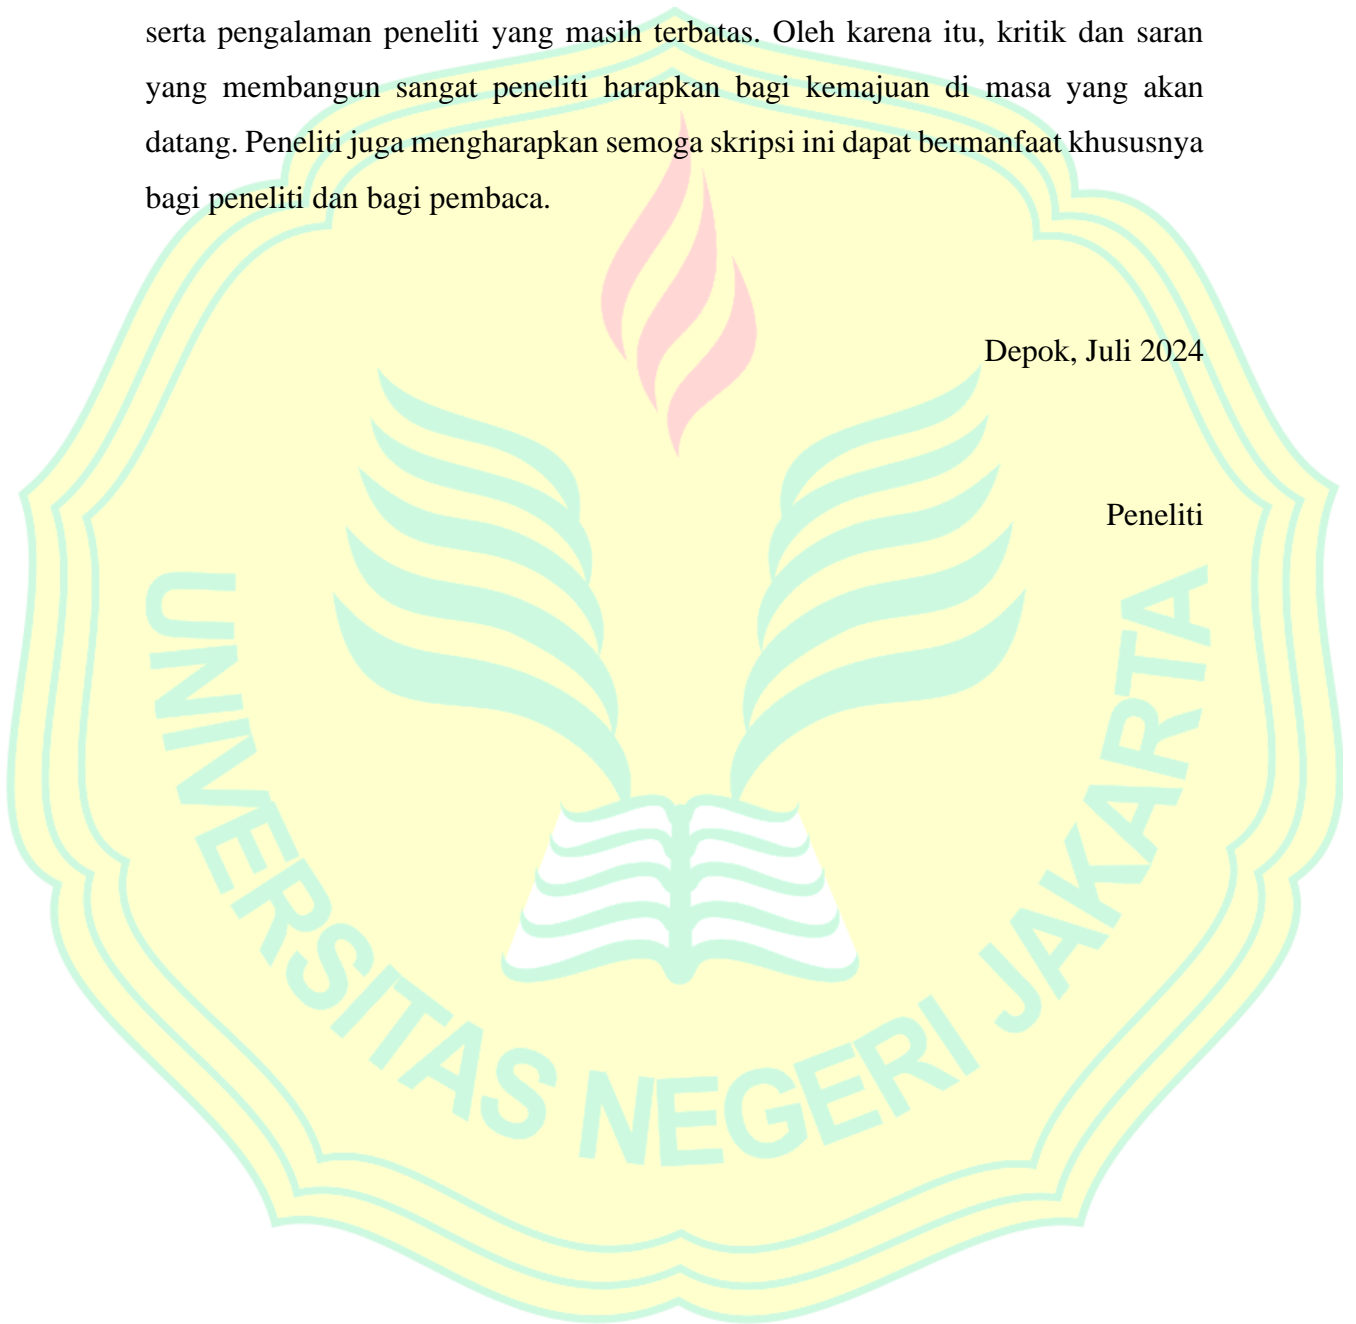 serta pengalaman peneliti yang masih terbatas. Oleh karena itu, kritik dan saran
yang membangun sangat peneliti harapkan bagi kemajuan di masa yang akan
datang. Peneliti juga mengharapkan semoga skripsi ini dapat bermanfaat khususnya
bagi peneliti dan bagi pembaca.
Depok, Juli 2024
Peneliti
UNIVERSITAS NEGERI JAKARTA